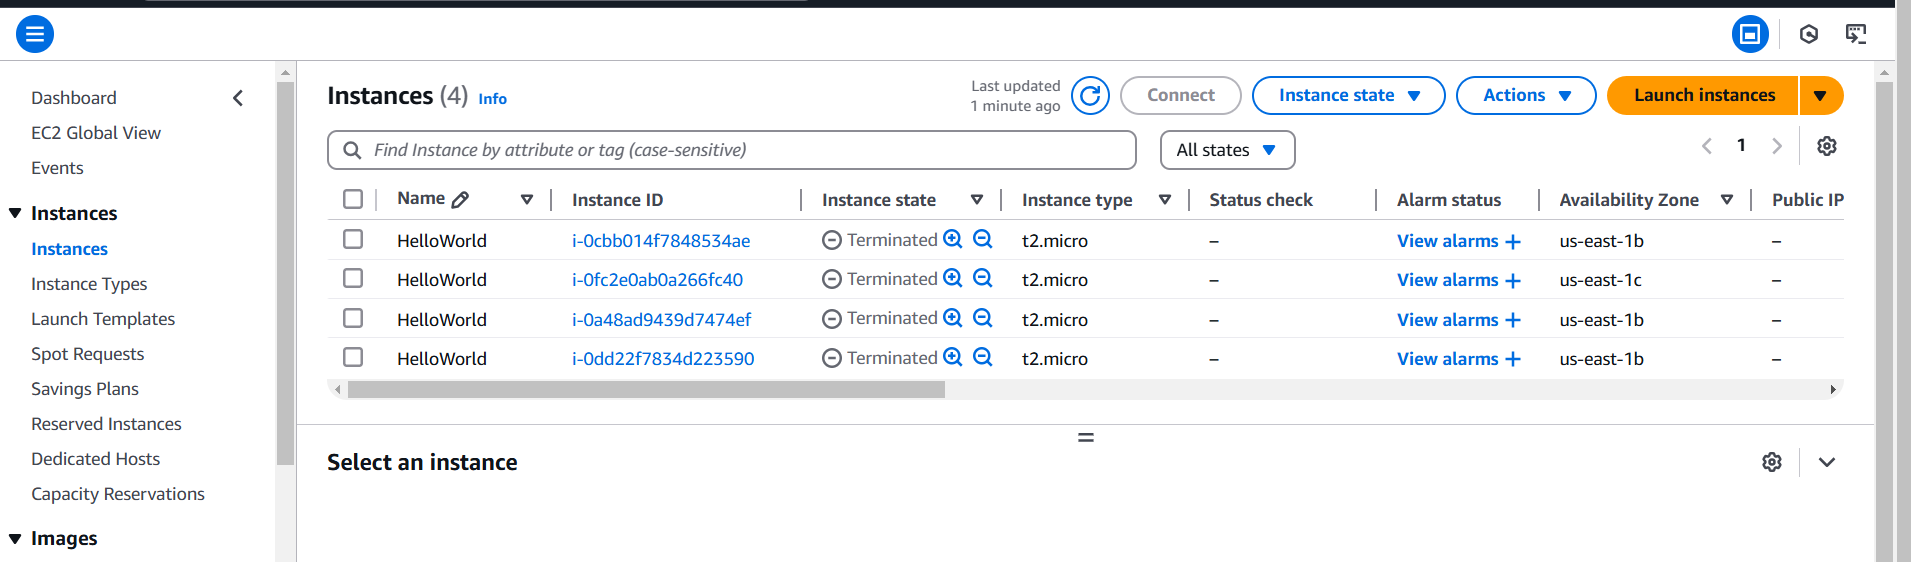 Dashboard
EC2 Global View
Events
Instances
Instances
Instance Types
Launch Templates
Spot Requests
Savings Plans
Reserved Instances
Dedicated Hosts
Capacity Reservations
Images
Instances (4) Info
Last updated
1 minute ago
Connect
Instance state
Actions
Launch instances
Find Instance by attribute or tag (case-sensitive)
All states
1
Name Instance ID Instance state Instance type Status check Alarm status Availability Zone Public IP
HelloWorld i-0cbb014f7848534ae Terminated t2.micro – View alarms + us-east-1b –
HelloWorld i-0fc2e0ab0a266fc40 Terminated t2.micro – View alarms + us-east-1c –
HelloWorld i-0a48ad9439d7474ef Terminated t2.micro – View alarms + us-east-1b –
HelloWorld i-0dd22f7834d223590 Terminated t2.micro – View alarms + us-east-1b –
Select an instance